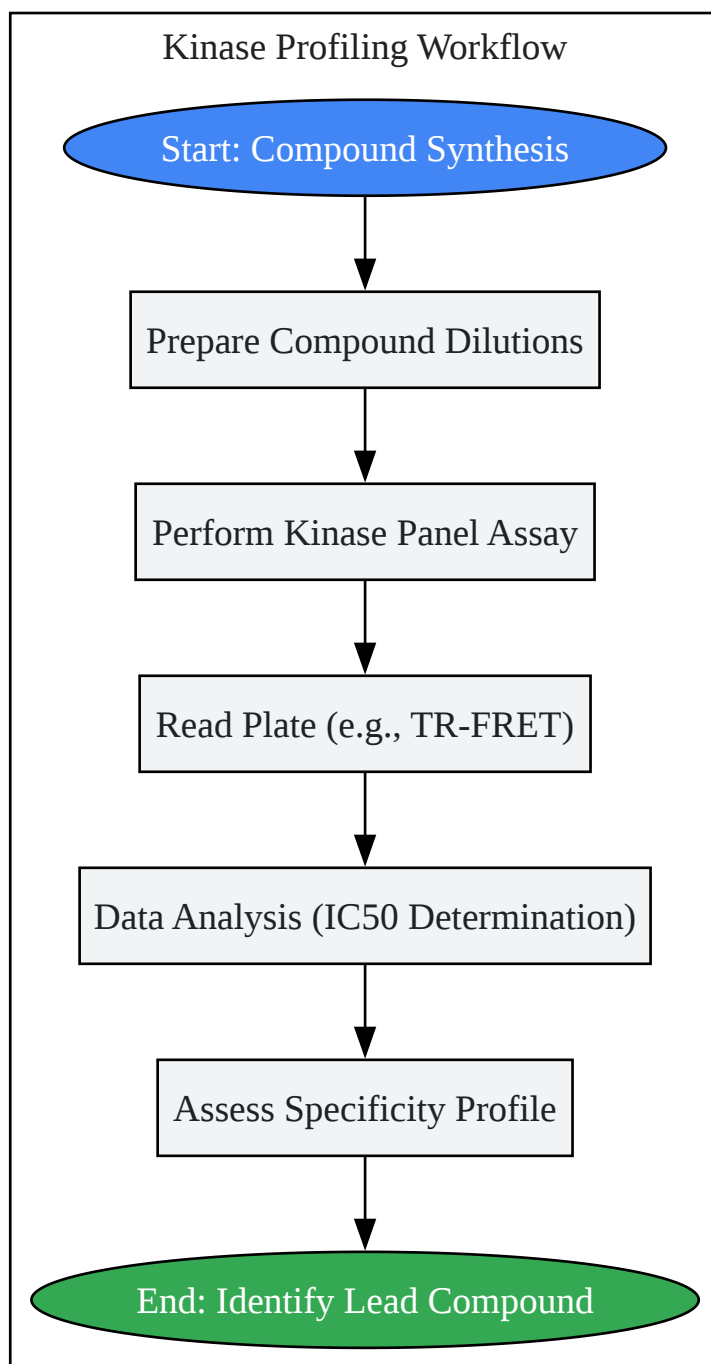 Kinase Profiling Workflow
Start: Compound Synthesis
Prepare Compound Dilutions
Perform Kinase Panel Assay
Read Plate (e.g., TR-FRET)
Data Analysis (IC50 Determination)
Assess Specificity Profile
End: Identify Lead Compound